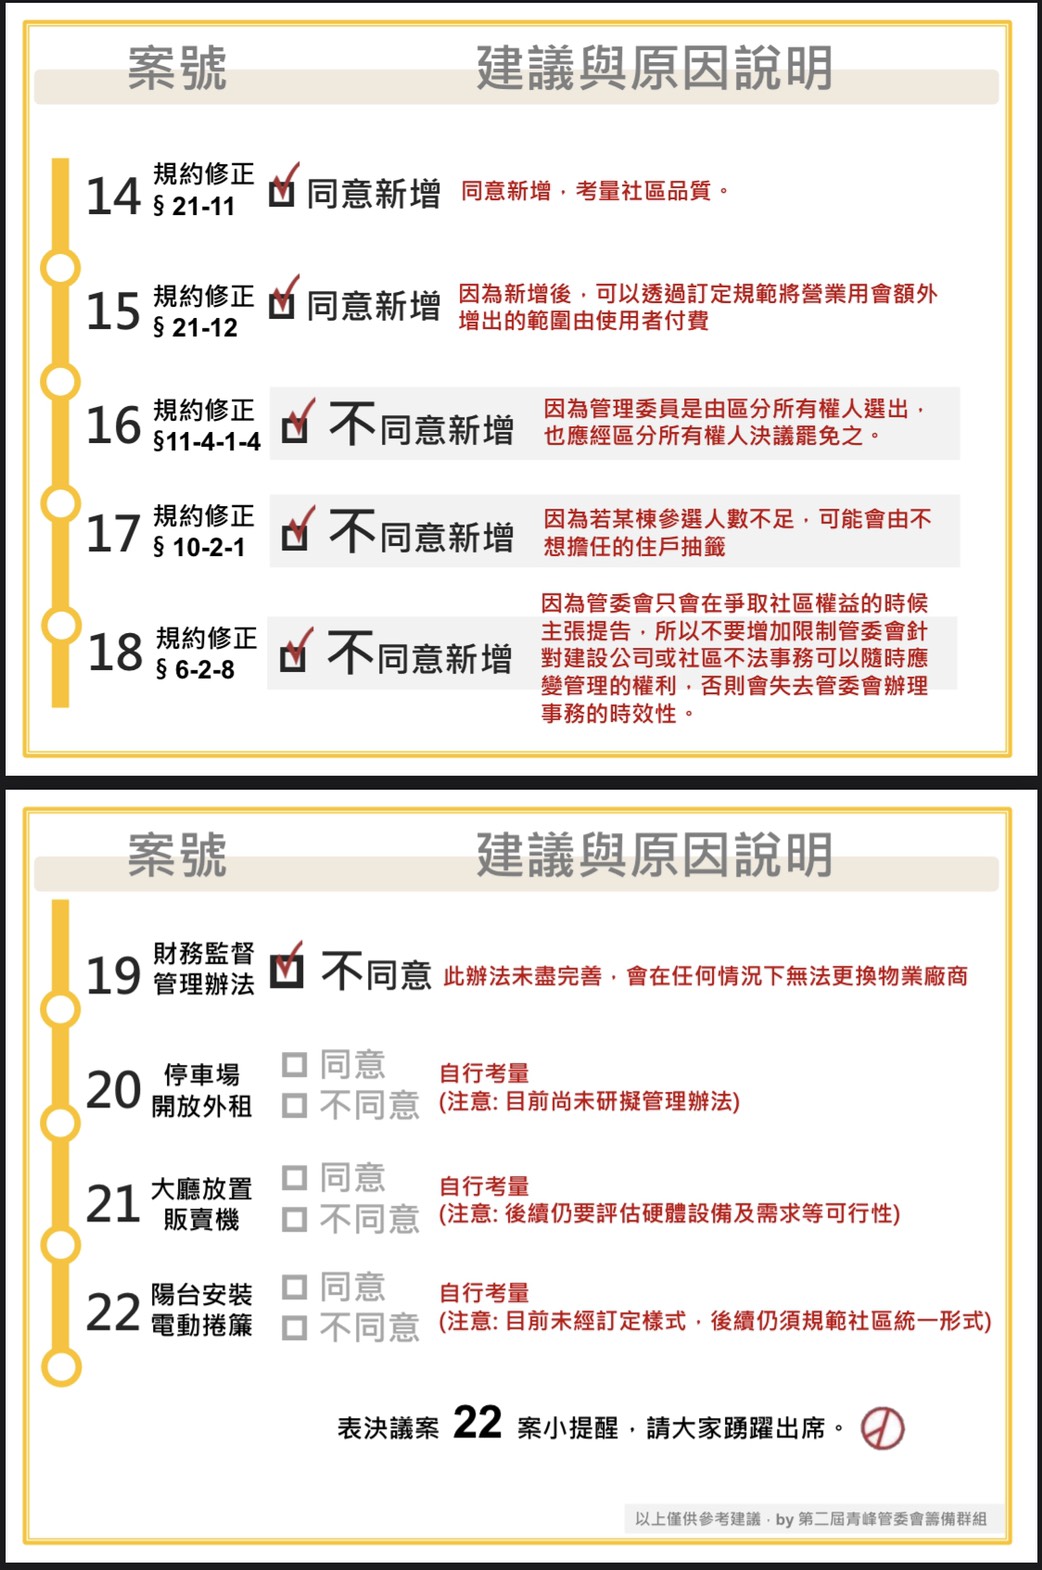 案號 建議與原因說明
14 規約修正 § 21-11 同意新增 同意新增，考量社區品質。
15 規約修正 § 21-12 同意新增 因為新增後，可以透過訂定規範將營業用會額外
增出的範圍由使用者付費
16 規約修正 §11-4-1-4 不同意新增 因為管理委員是由區分所有權人選出，
也應經區分所有權人決議罷免之。
17 規約修正 § 10-2-1 不同意新增 因為若某棟參選人數不足，可能會由不
想擔任的住戶抽籤
18 規約修正 § 6-2-8 不同意新增 因為管委會只會在爭取社區權益的時候
主張提告，所以不要增加限制管委會針
對建設公司或社區不法事務可以隨時應
變管理的權利，否則會失去管委會辦理
事務的時效性。
案號 建議與原因說明
19 財務監督 管理辦法 不同意 此辦法未盡完善，會在任何情況下無法更換物業廠商
20 停車場 開放外租 同意 自行考量
不同意 (注意: 目前尚未研擬管理辦法)
21 大廳放置 販賣機 同意 自行考量
不同意 (注意: 後續仍要評估硬體設備及需求等可行性)
22 陽台安裝 電動捲簾 同意 自行考量
不同意 (注意: 目前未經訂定樣式，後續仍須規範社區統一形式)
表決議案 22 案小提醒，請大家踴躍出席。
以上僅供參考建議，by 第二屆青峰管委會籌備群組